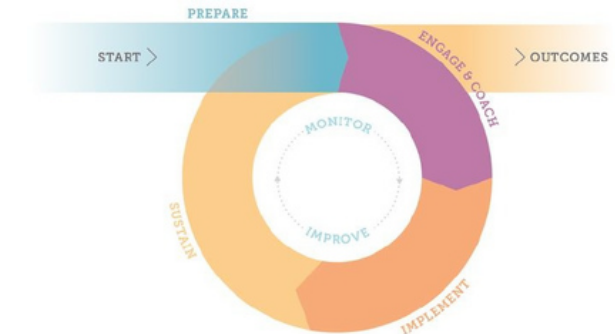 PREPARE
START
ENGAGE & COACH
OUTCOMES
MONITOR
IMPROVE
SUSTAIN
IMPLEMENT